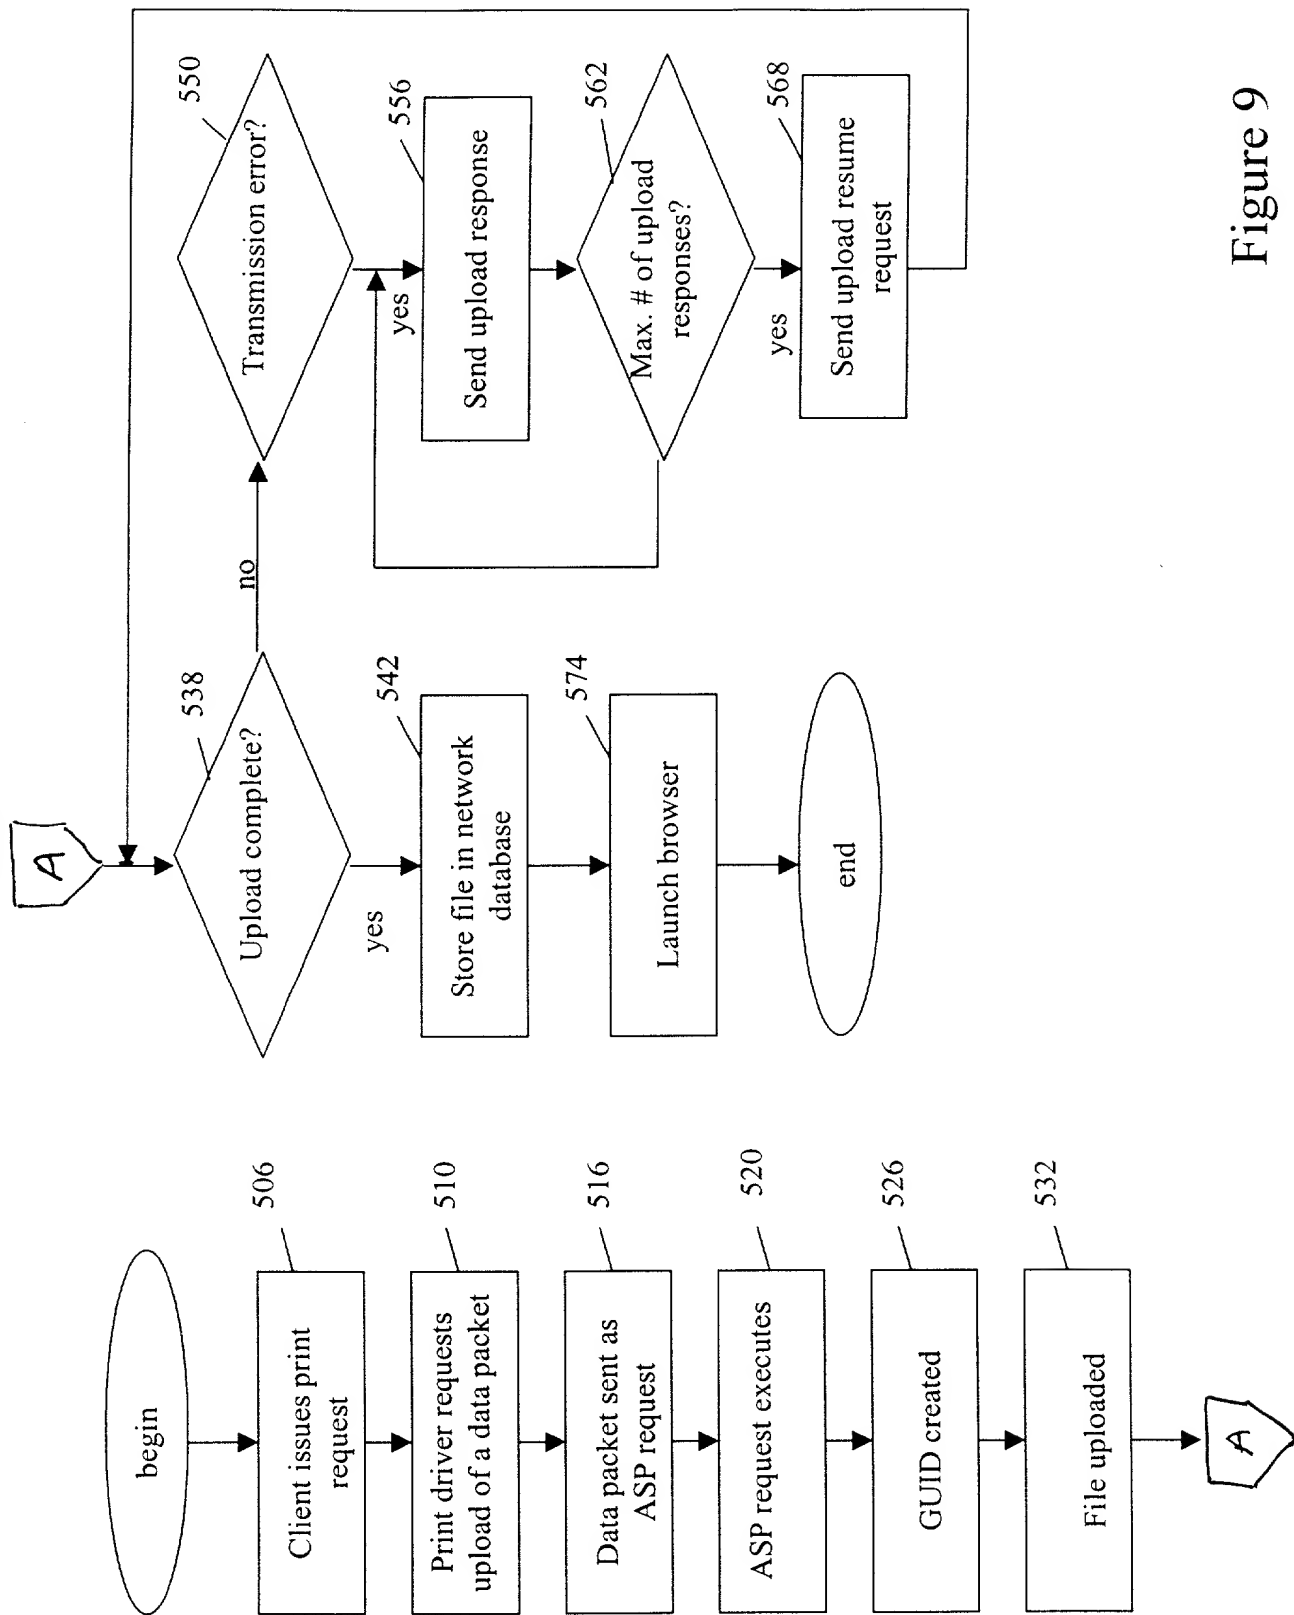 begin
506
Client issues print
request
510
Print driver requests
upload of a data packet
516
Data packet sent as
ASP request
520
ASP request executes
526
GUID created
532
File uploaded
A
A
538
Upload complete?
yes
no
542
Store file in network
database
574
Launch browser
end
550
Transmission error?
yes
556
Send upload response
562
Max. # of upload
responses?
yes
568
Send upload resume
request
Figure 9